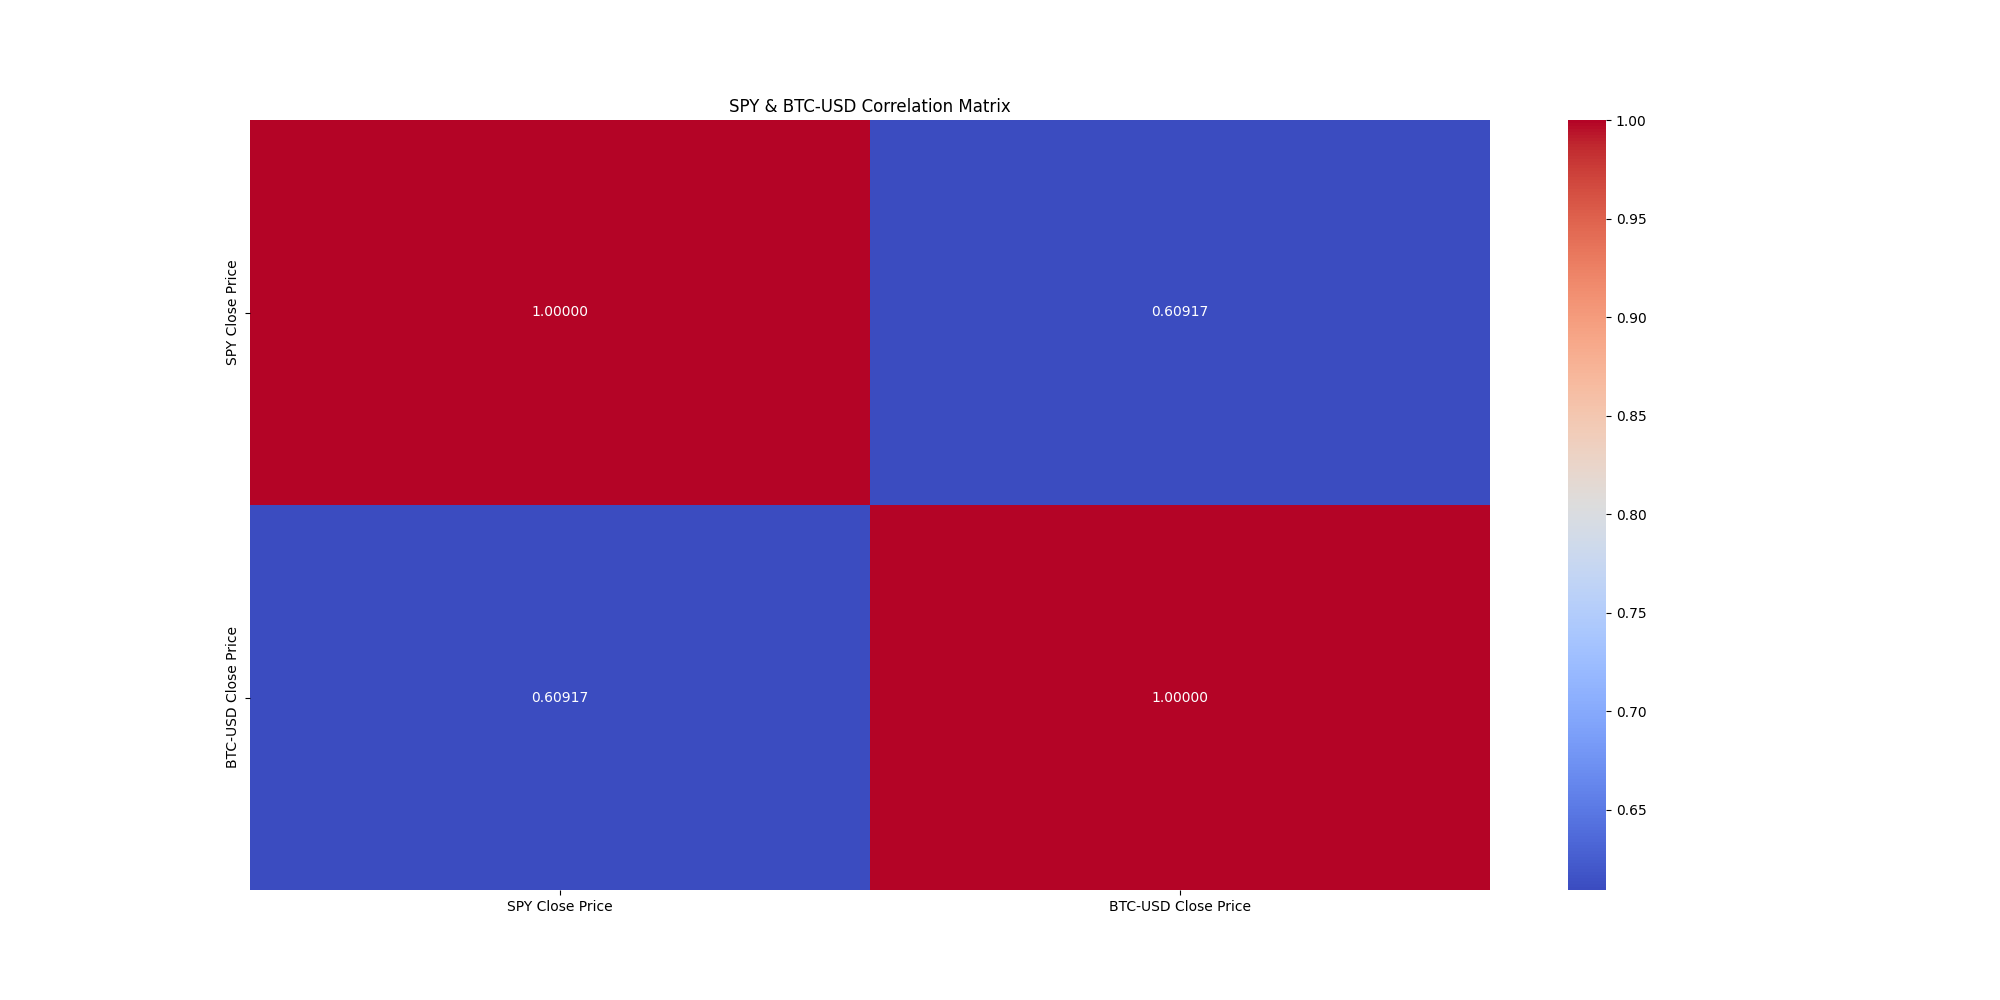 SPY & BTC-USD Correlation Matrix
SPY Close Price
1.00000
0.60917
BTC-USD Close Price
0.60917
1.00000
SPY Close Price
BTC-USD Close Price
1.00
0.95
0.90
0.85
0.80
0.75
0.70
0.65